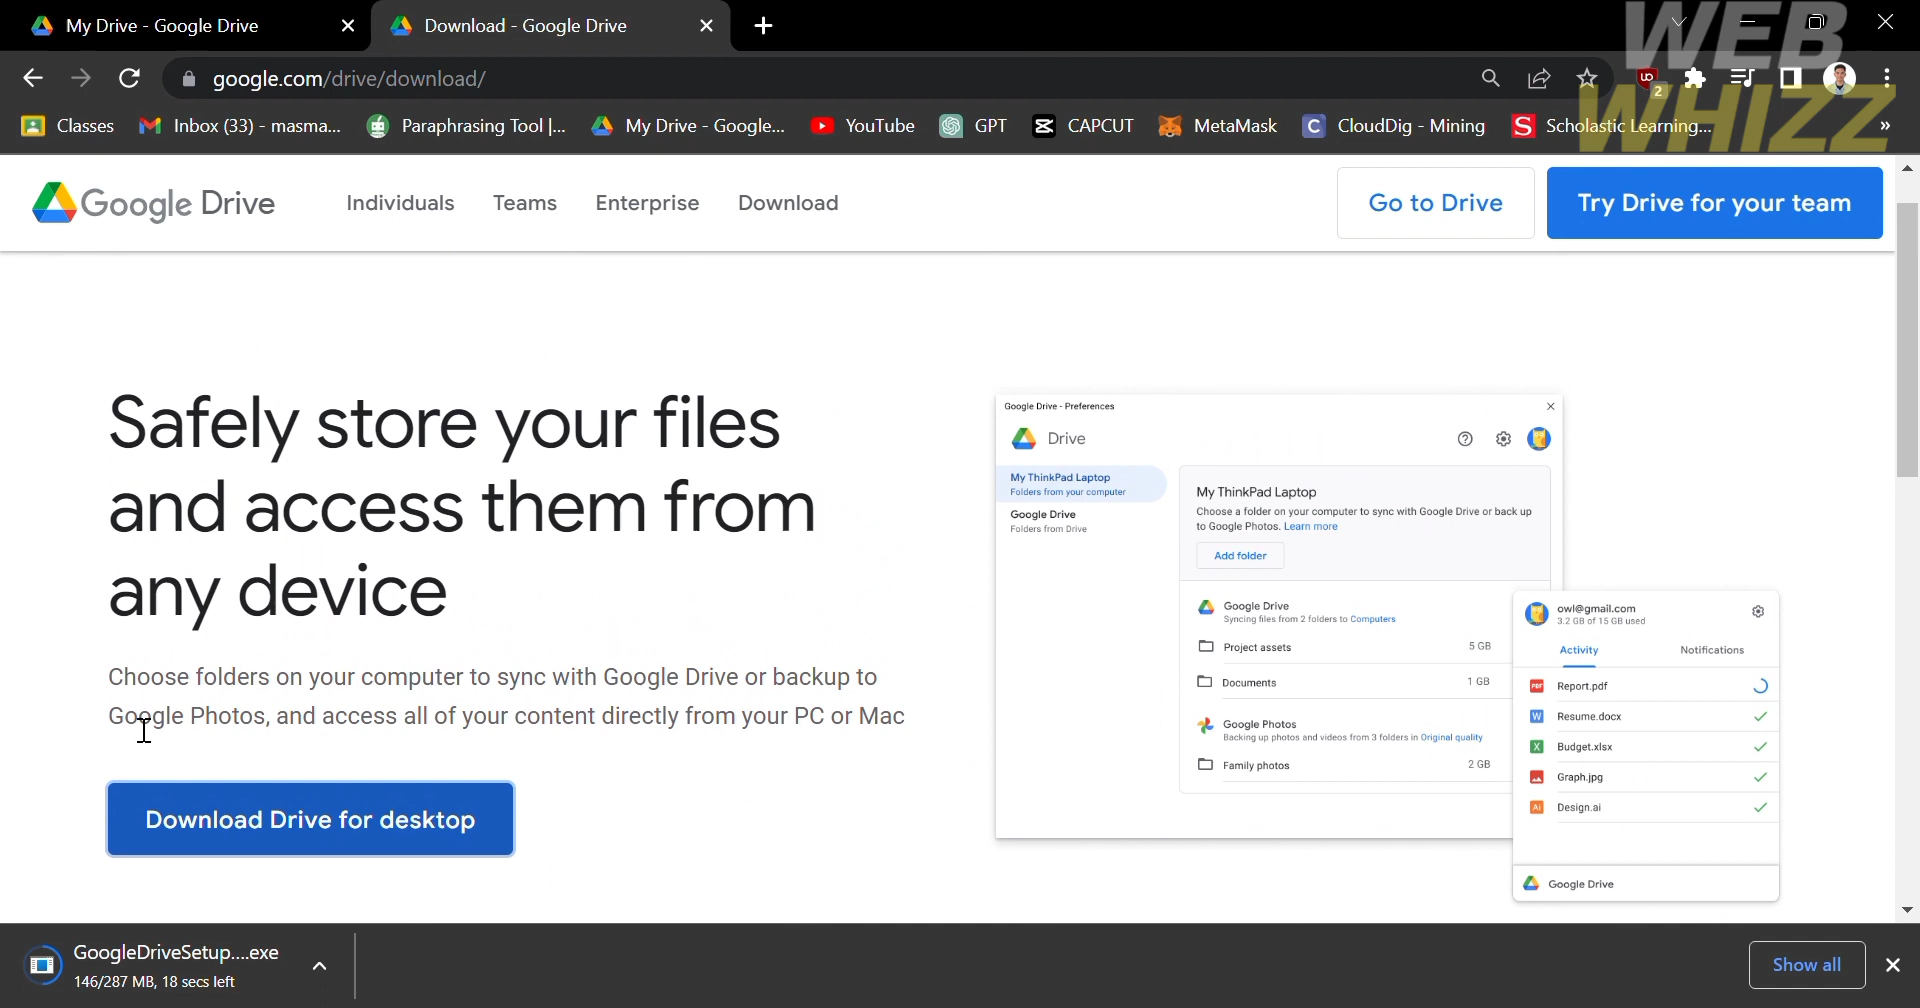 My Drive - Google Drive
Download - Google Drive
WEB
WHIZZ
google.com/drive/download/
2
Classes
Inbox (33) - masma...
Paraphrasing Tool |...
My Drive - Google...
YouTube
GPT
CAPCUT
MetaMask
C
CloudDig - Mining
S
Scholastic Learning...
»
Google Drive
Individuals
Teams
Enterprise
Download
Go to Drive
Try Drive for your team
Safely store your files
and access them from
any device
Choose folders on your computer to sync with Google Drive or backup to
Google Photos, and access all of your content directly from your PC or Mac
Download Drive for desktop
Google Drive - Preferences
Drive
My ThinkPad Laptop
Folders from your computer
Google Drive
Folders from Drive
My ThinkPad Laptop
Choose a folder on your computer to sync with Google Drive or back up
to Google Photos. Learn more
Add folder
Google Drive
Syncing files from 2 folders to Computers
Project assets 5 GB
Documents 1 GB
Google Photos
Backing up photos and videos from 3 folders in Original quality
Family photos 2 GB
owl@gmail.com
3.2 GB of 15 GB used
Activity
Notifications
PDF Report.pdf
W Resume.docx
X Budget.xlsx
Graph.jpg
Ai Design.ai
Google Drive
GoogleDriveSetup....exe
146/287 MB, 18 secs left
Show all